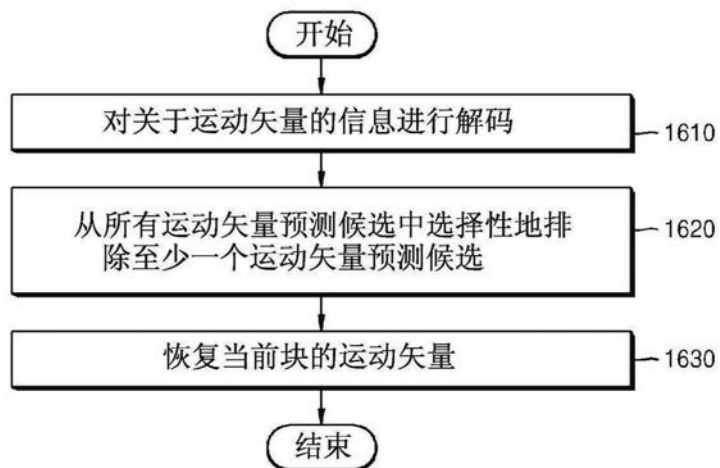 开始
对关于运动矢量的信息进行解码
1610
从所有运动矢量预测候选中选择性地排
除至少一个运动矢量预测候选
1620
恢复当前块的运动矢量
1630
结束